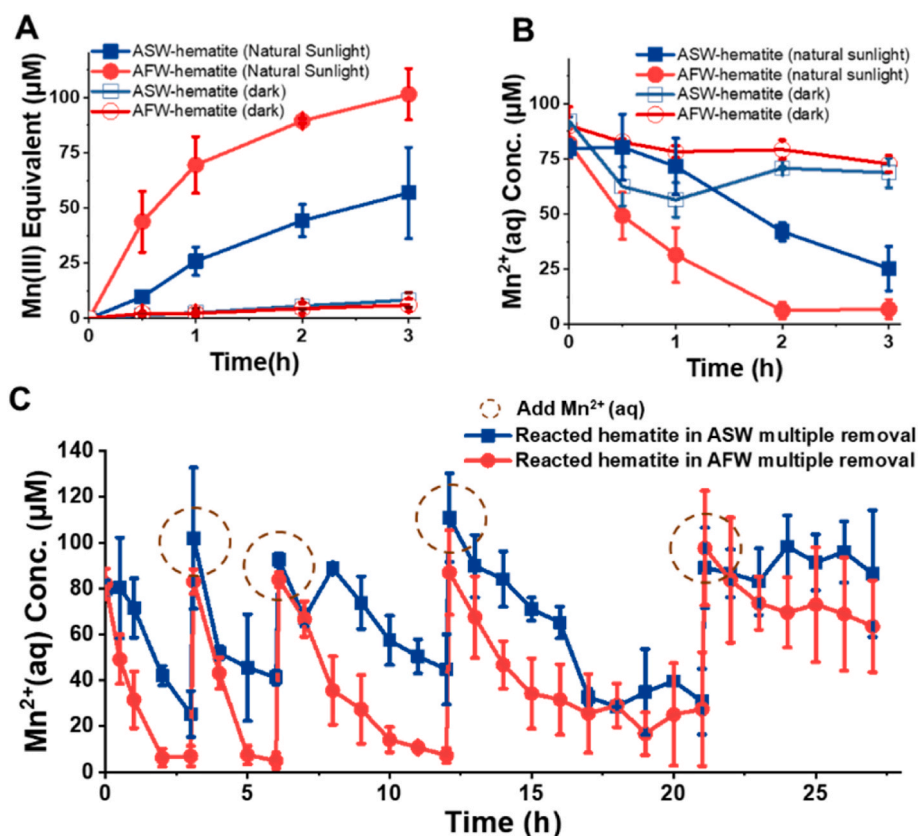 A
ASW-hematite (Natural Sunlight)
AFW-hematite (Natural Sunlight)
ASW-hematite (dark)
AFW-hematite (dark)
Mn(III) Equivalent (µM)
100
75
50
25
0
0 1 2 3
Time(h)
B
ASW-hematite (natural sunlight)
AFW-hematite (natural sunlight)
ASW-hematite (dark)
AFW-hematite (dark)
Mn²⁺(aq) Conc. (µM)
100
75
50
25
0
0 1 2 3
Time (h)
C
Add Mn²⁺ (aq)
Reacted hematite in ASW multiple removal
Reacted hematite in AFW multiple removal
Mn²⁺(aq) Conc. (µM)
140
120
100
80
60
40
20
0
0 5 10 15 20 25
Time (h)